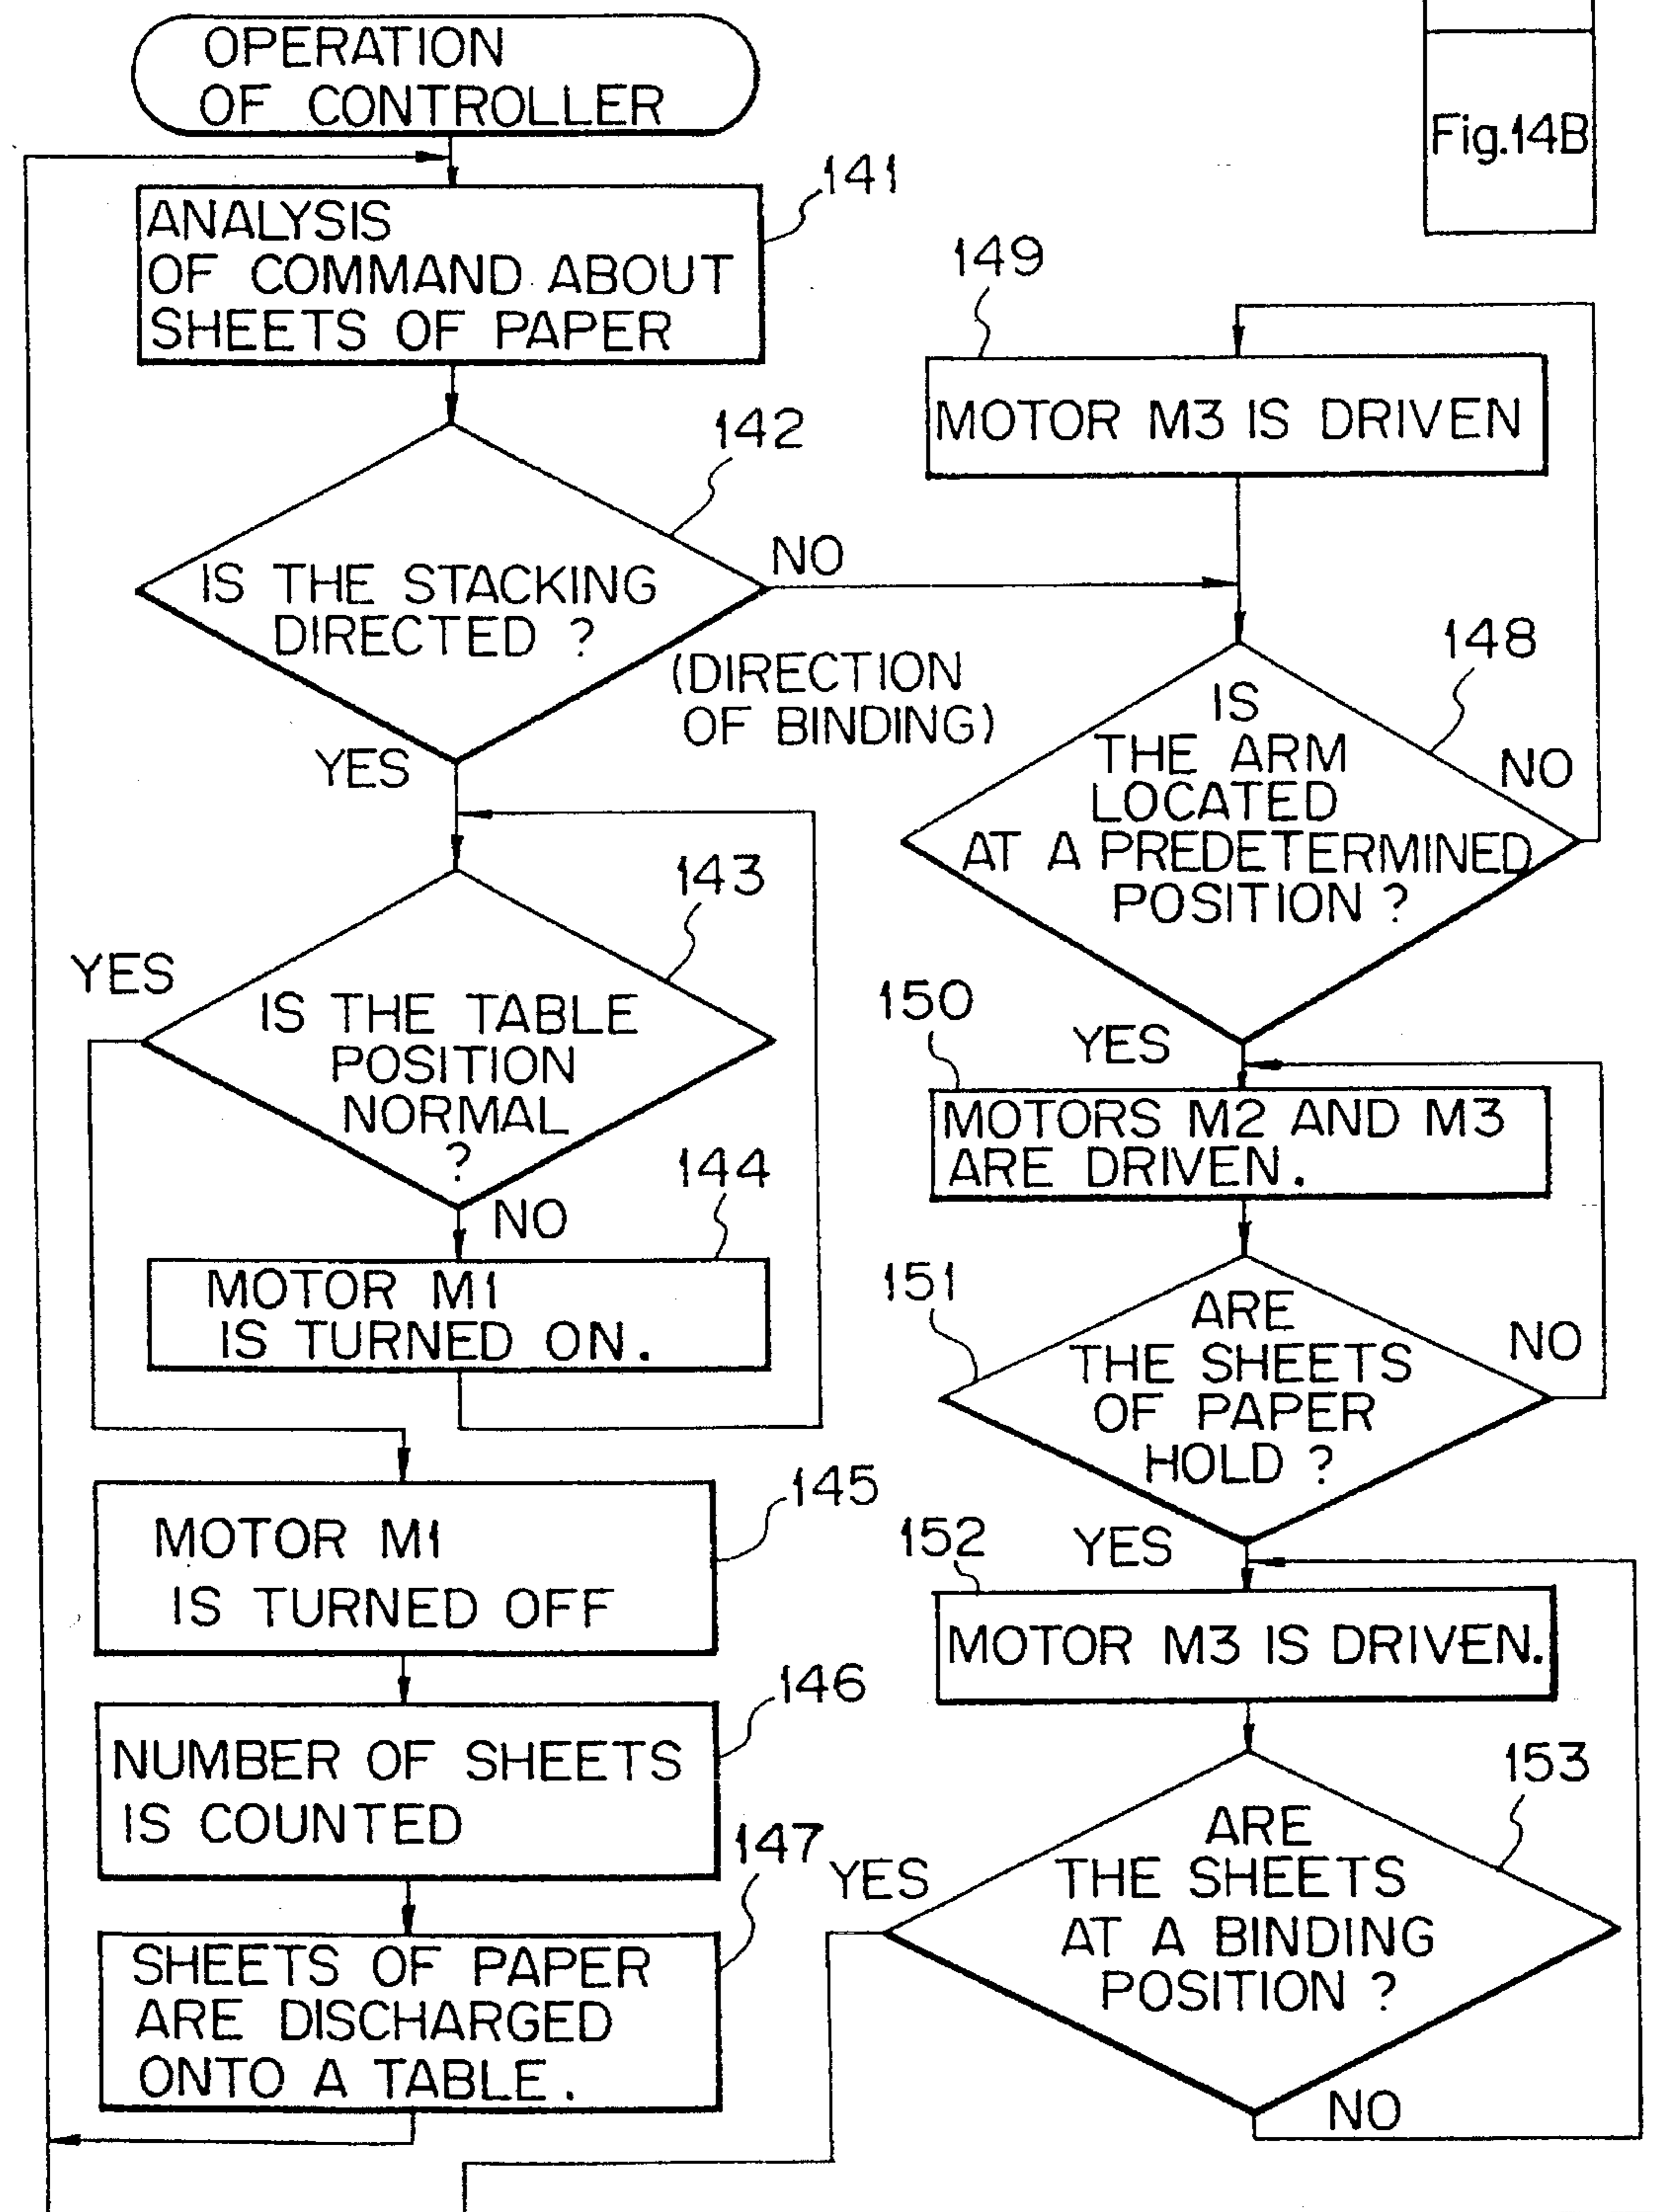 OPERATION
OF CONTROLLER
Fig.14B
141
ANALYSIS
OF COMMAND ABOUT
SHEETS OF PAPER
142
IS THE STACKING
DIRECTED ?
NO
(DIRECTION
OF BINDING)
YES
143
YES
IS THE TABLE
POSITION
NORMAL
?
NO
144
MOTOR M1
IS TURNED ON.
145
MOTOR M1
IS TURNED OFF
146
NUMBER OF SHEETS
IS COUNTED
147
SHEETS OF PAPER
ARE DISCHARGED
ONTO A TABLE.
149
MOTOR M3 IS DRIVEN
148
IS
THE ARM
LOCATED
AT A PREDETERMINED
POSITION ?
NO
YES
150
MOTORS M2 AND M3
ARE DRIVEN.
151
ARE
THE SHEETS
OF PAPER
HOLD ?
NO
YES
152
MOTOR M3 IS DRIVEN.
153
YES
ARE
THE SHEETS
AT A BINDING
POSITION ?
NO